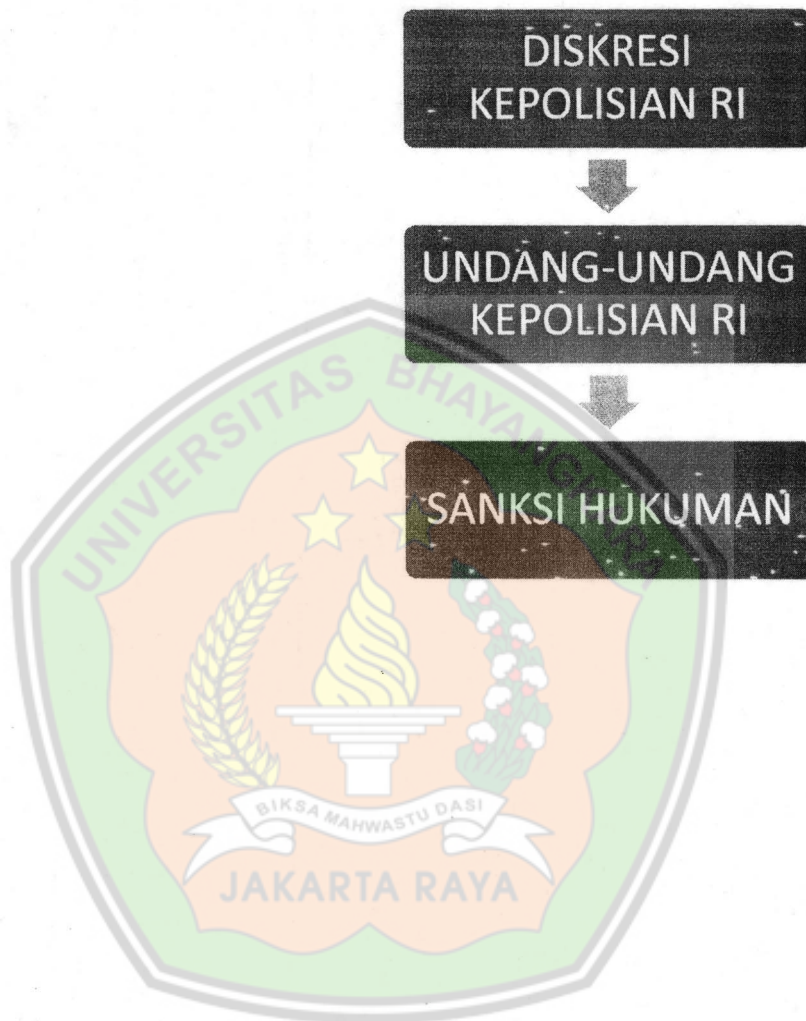 DISKRESI
KEPOLISIAN RI
UNDANG-UNDANG
KEPOLISIAN RI
SANKSI HUKUMAN
UNIVERSITAS BHAYANGKARA
BIKSA MAHWASTU DASI
JAKARTA RAYA